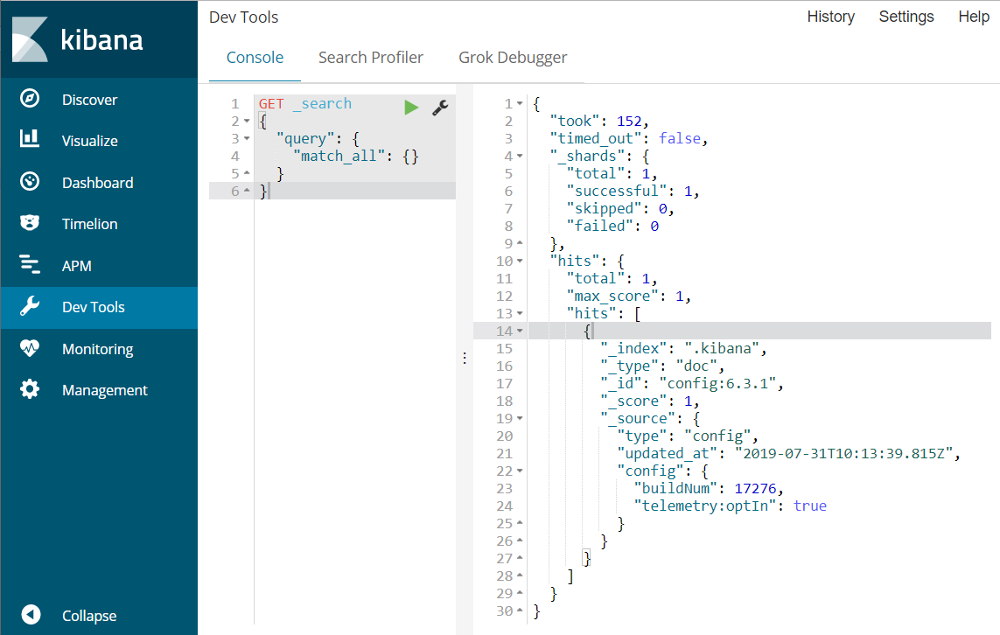 kibana
Discover
Visualize
Dashboard
Timelion
APM
Dev Tools
Monitoring
Management
Collapse
Dev Tools
History Settings Help
Console Search Profiler Grok Debugger
1 GET _search
2 {
3 "query": {
4 "match_all": {}
5 }
6 }
1 {
2 "took": 152,
3 "timed_out": false,
4 "_shards": {
5 "total": 1,
6 "successful": 1,
7 "skipped": 0,
8 "failed": 0
9 },
10 "hits": {
11 "total": 1,
12 "max_score": 1,
13 "hits": [
14 {
15 "_index": ".kibana",
16 "_type": "doc",
17 "_id": "config:6.3.1",
18 "_score": 1,
19 "_source": {
20 "type": "config",
21 "updated_at": "2019-07-31T10:13:39.815Z",
22 "config": {
23 "buildNum": 17276,
24 "telemetry:optIn": true
25 }
26 }
27 }
28 ]
29 }
30 }